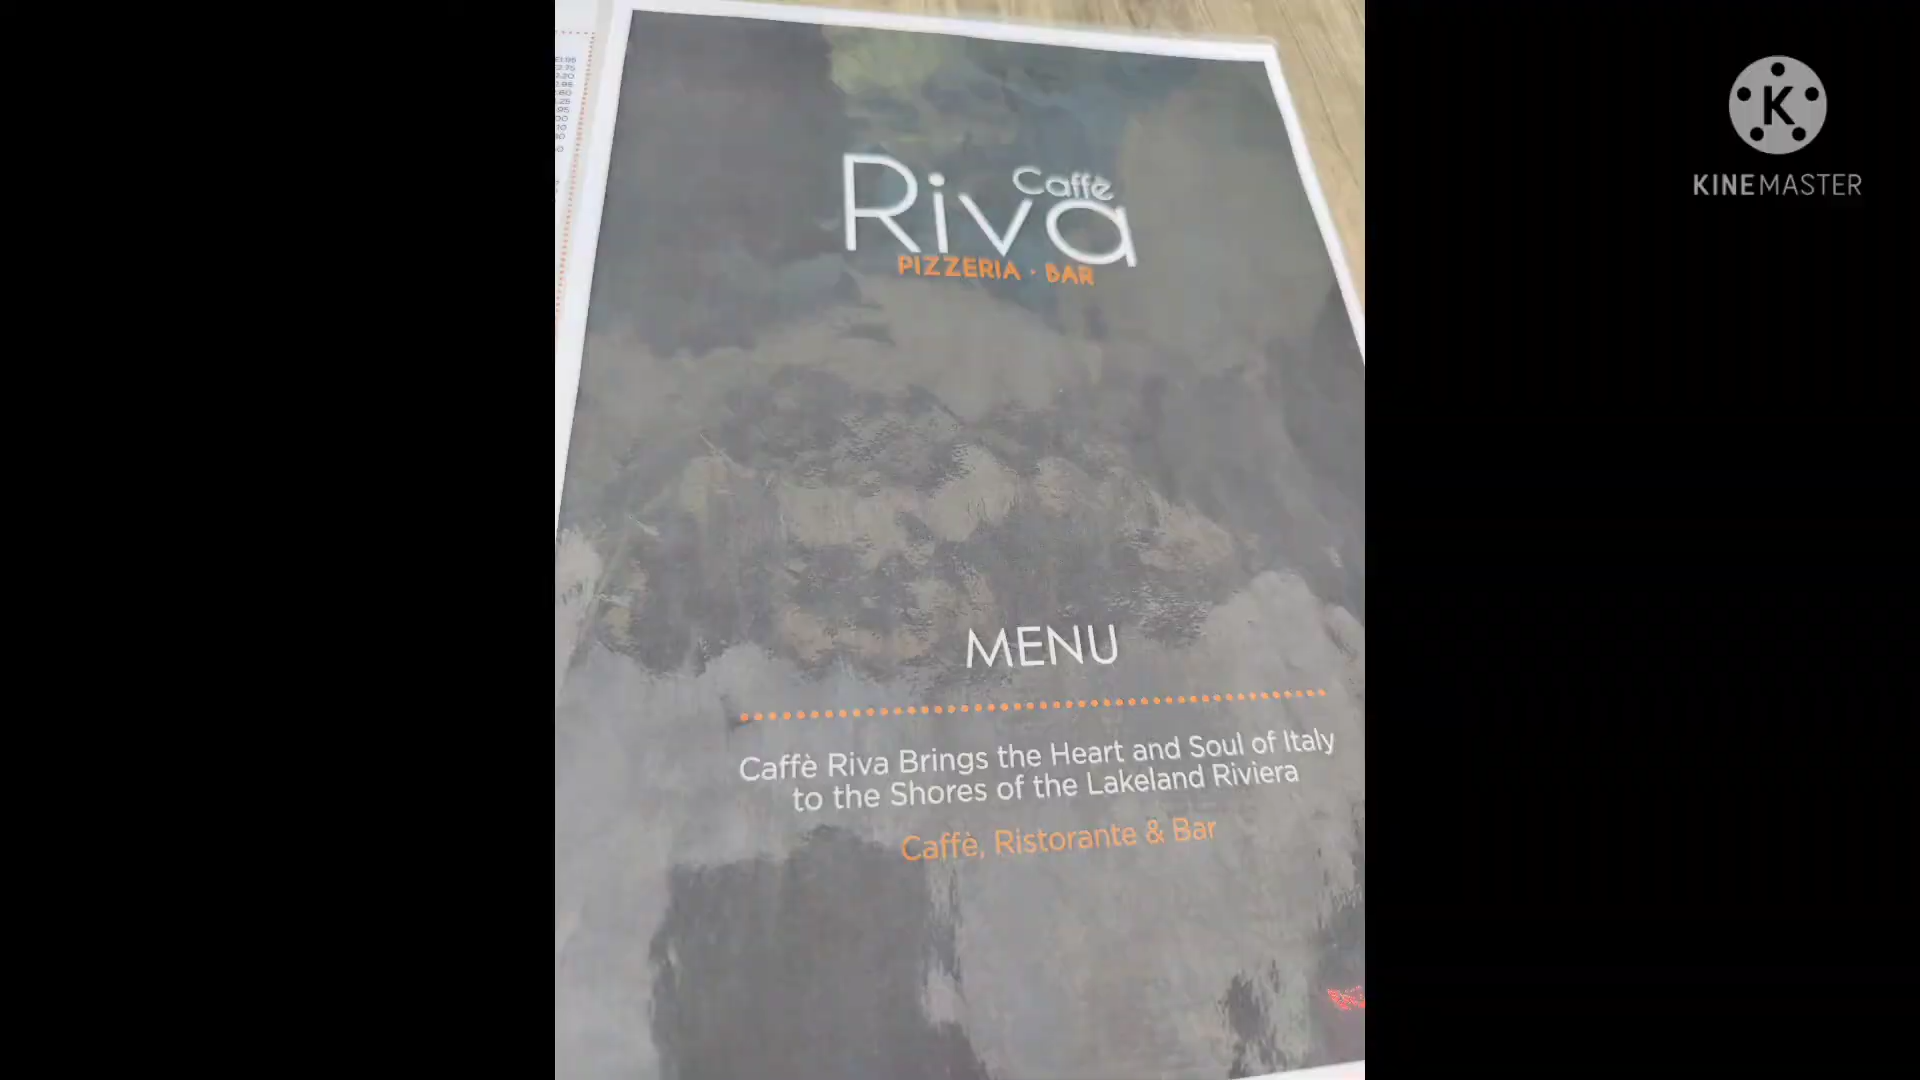 Caffè
Riva
PIZZERIA · BAR
MENU
Caffè Riva Brings the Heart and Soul of Italy
to the Shores of the Lakeland Riviera
Caffè, Ristorante & Bar
K
KINEMASTER